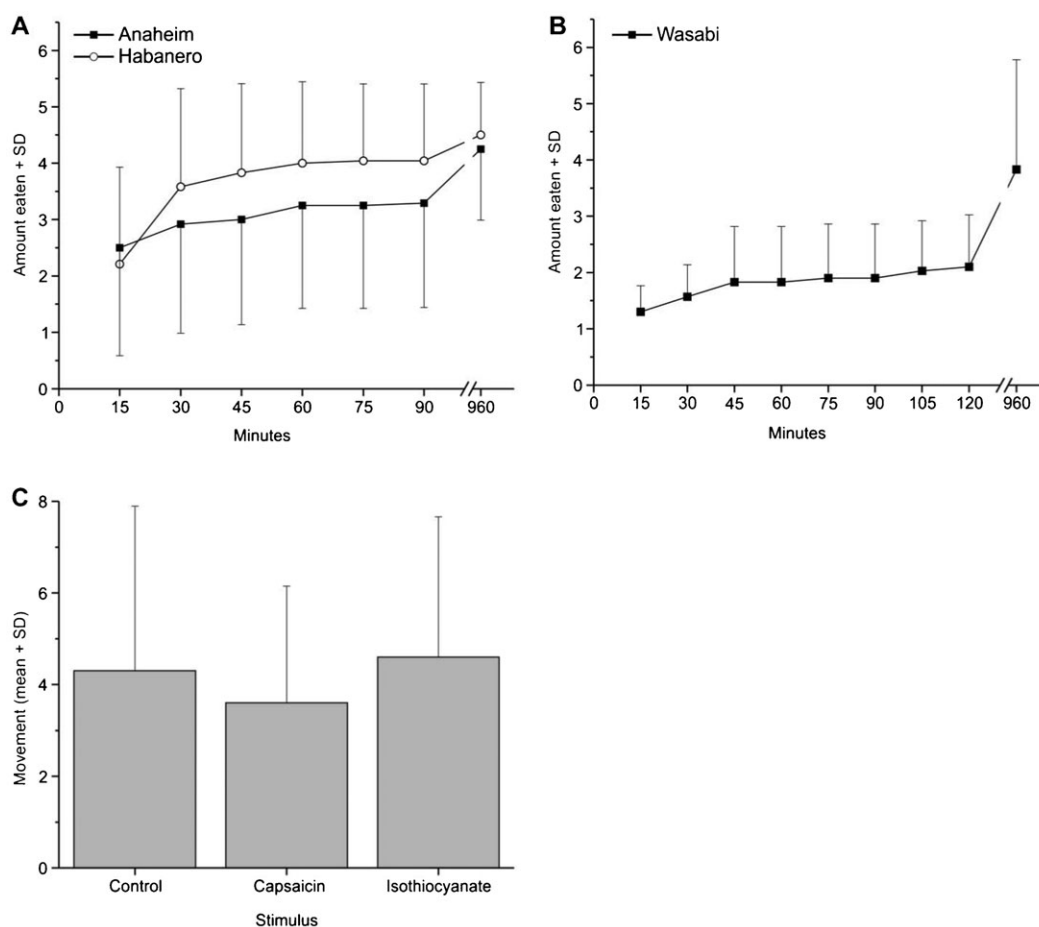 A
Anaheim
Habanero
6
5
4
3
2
1
0
Amount eaten + SD
0 15 30 45 60 75 90 960
Minutes
B
Wasabi
6
5
4
3
2
1
0
Amount eaten + SD
0 15 30 45 60 75 90 105 120 960
Minutes
C
8
6
4
2
0
Movement (mean + SD)
Control Capsaicin Isothiocyanate
Stimulus